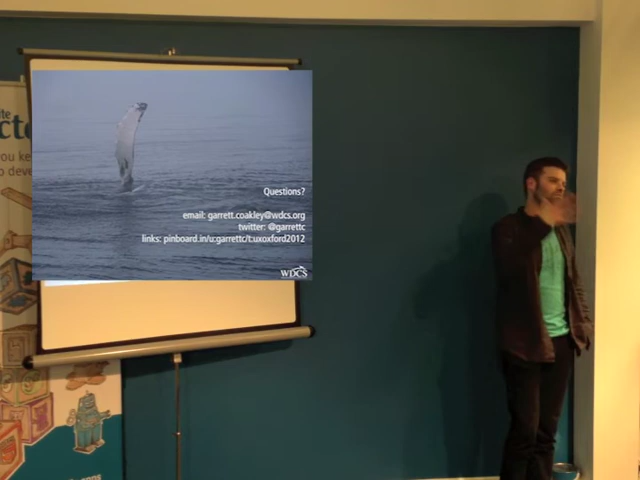 Questions?
email: garrett.coakley@wdcs.org
twitter: @garrettc
links: pinboard.in/u:garrettc/t:uxoxford2012
WDCS